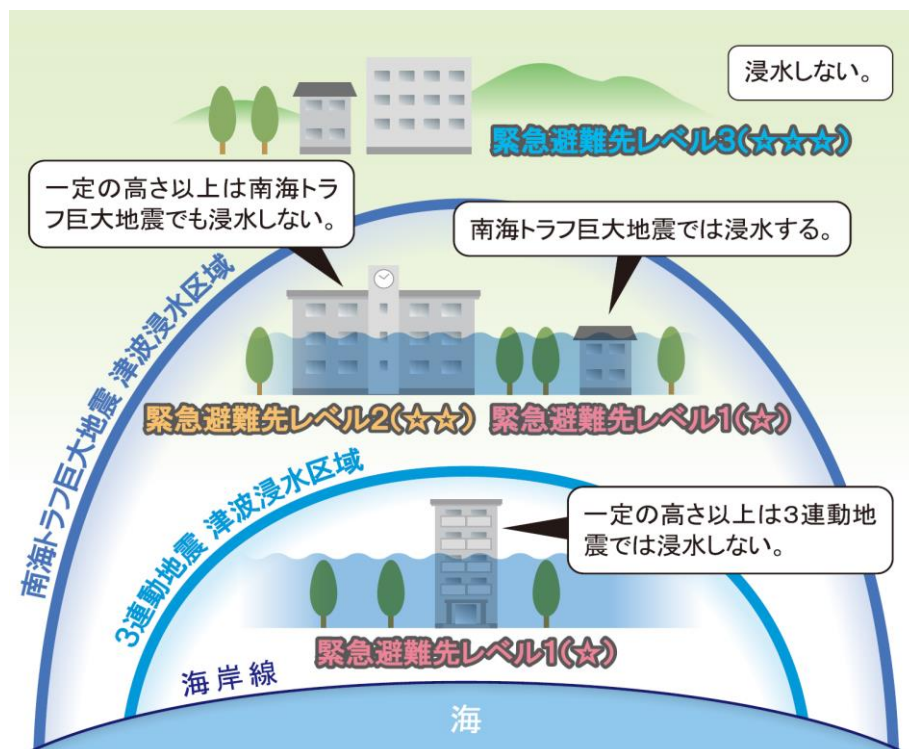 浸水しない。
緊急避難先レベル3(☆☆☆)
一定の高さ以上は南海トラ
フ巨大地震でも浸水しない。
南海トラフ巨大地震では浸水する。
南海トラフ巨大地震 津波浸水区域
緊急避難先レベル2(☆☆)
緊急避難先レベル1(☆)
3連動地震 津波浸水区域
一定の高さ以上は3連動地
震では浸水しない。
緊急避難先レベル1(☆)
海岸線
海